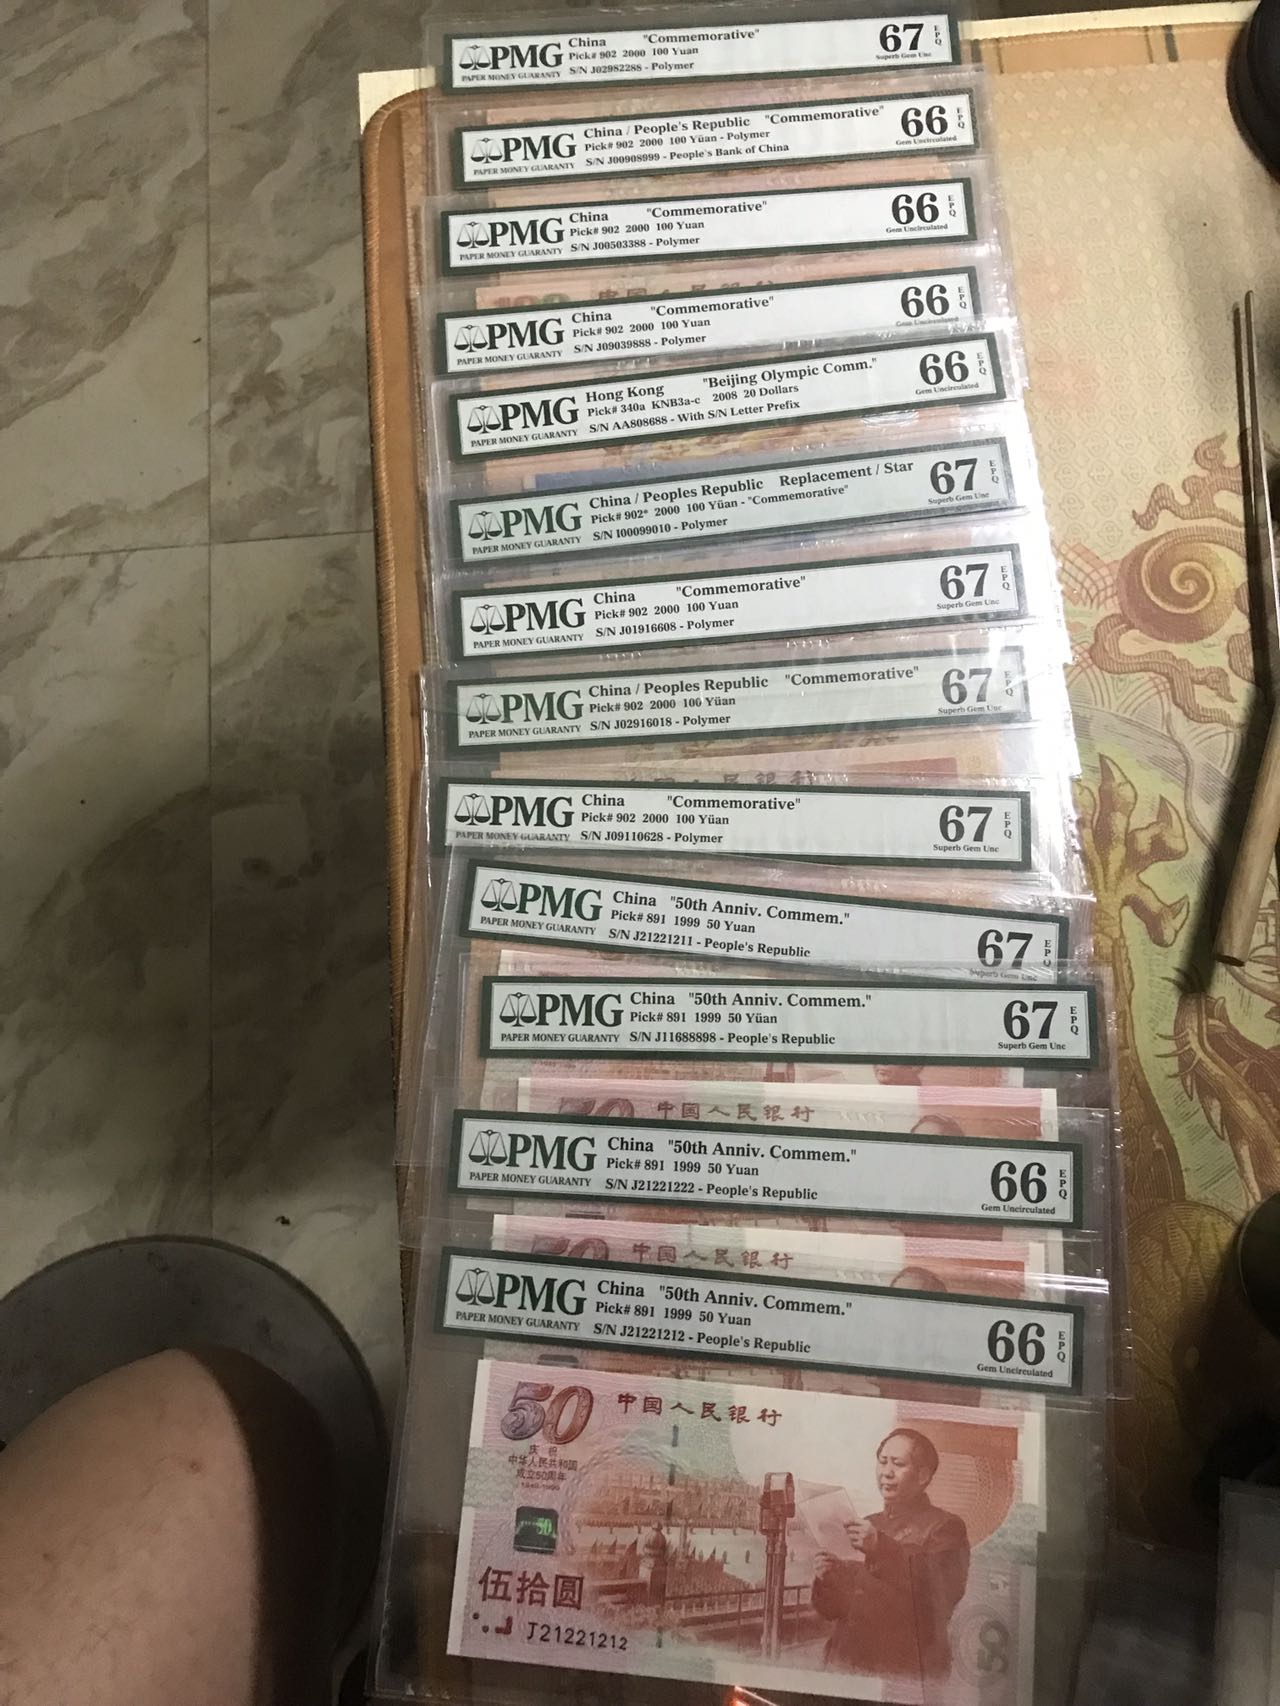 PMG
PAPER MONEY GUARANTY
China "Commemorative"
Pick# 902 2000 100 Yuan
S/N J02982288 - Polymer
67 EPQ
Superb Gem Unc
PMG
PAPER MONEY GUARANTY
China / People's Republic "Commemorative"
Pick# 902 2000 100 Yüan - Polymer
S/N J00908999 - People's Bank of China
66 EPQ
Gem Uncirculated
PMG
PAPER MONEY GUARANTY
China "Commemorative"
Pick# 902 2000 100 Yuan
S/N J00503388 - Polymer
66 EPQ
Gem Uncirculated
PMG
PAPER MONEY GUARANTY
China "Commemorative"
Pick# 902 2000 100 Yuan
S/N J09039888 - Polymer
66 EPQ
Gem Uncirculated
PMG
PAPER MONEY GUARANTY
Hong Kong "Beijing Olympic Comm."
Pick# 340a KNB3a-c 2008 20 Dollars
S/N AA808688 - With S/N Letter Prefix
66 EPQ
Gem Uncirculated
PMG
PAPER MONEY GUARANTY
China / Peoples Republic Replacement / Star
Pick# 902* 2000 100 Yüan - "Commemorative"
S/N I00099010 - Polymer
67 EPQ
Superb Gem Unc
PMG
PAPER MONEY GUARANTY
China "Commemorative"
Pick# 902 2000 100 Yuan
S/N J01916608 - Polymer
67 EPQ
Superb Gem Unc
PMG
PAPER MONEY GUARANTY
China / Peoples Republic "Commemorative"
Pick# 902 2000 100 Yüan
S/N J02916018 - Polymer
67 EPQ
Superb Gem Unc
中国人民银行
PMG
PAPER MONEY GUARANTY
China "Commemorative"
Pick# 902 2000 100 Yüan
S/N J09110628 - Polymer
67 EPQ
Superb Gem Unc
PMG
PAPER MONEY GUARANTY
China "50th Anniv. Commem."
Pick# 891 1999 50 Yuan
S/N J21221211 - People's Republic
67 EPQ
Superb Gem Unc
PMG
PAPER MONEY GUARANTY
China "50th Anniv. Commem."
Pick# 891 1999 50 Yüan
S/N J11688898 - People's Republic
67 EPQ
Superb Gem Unc
50 中国人民银行
PMG
PAPER MONEY GUARANTY
China "50th Anniv. Commem."
Pick# 891 1999 50 Yuan
S/N J21221222 - People's Republic
66 EPQ
Gem Uncirculated
50 中国人民银行
PMG
PAPER MONEY GUARANTY
China "50th Anniv. Commem."
Pick# 891 1999 50 Yuan
S/N J21221212 - People's Republic
66 EPQ
Gem Uncirculated
50 中国人民银行
庆祝
中华人民共和国
成立50周年
1949-1999
50
伍拾圆
J21221212
50